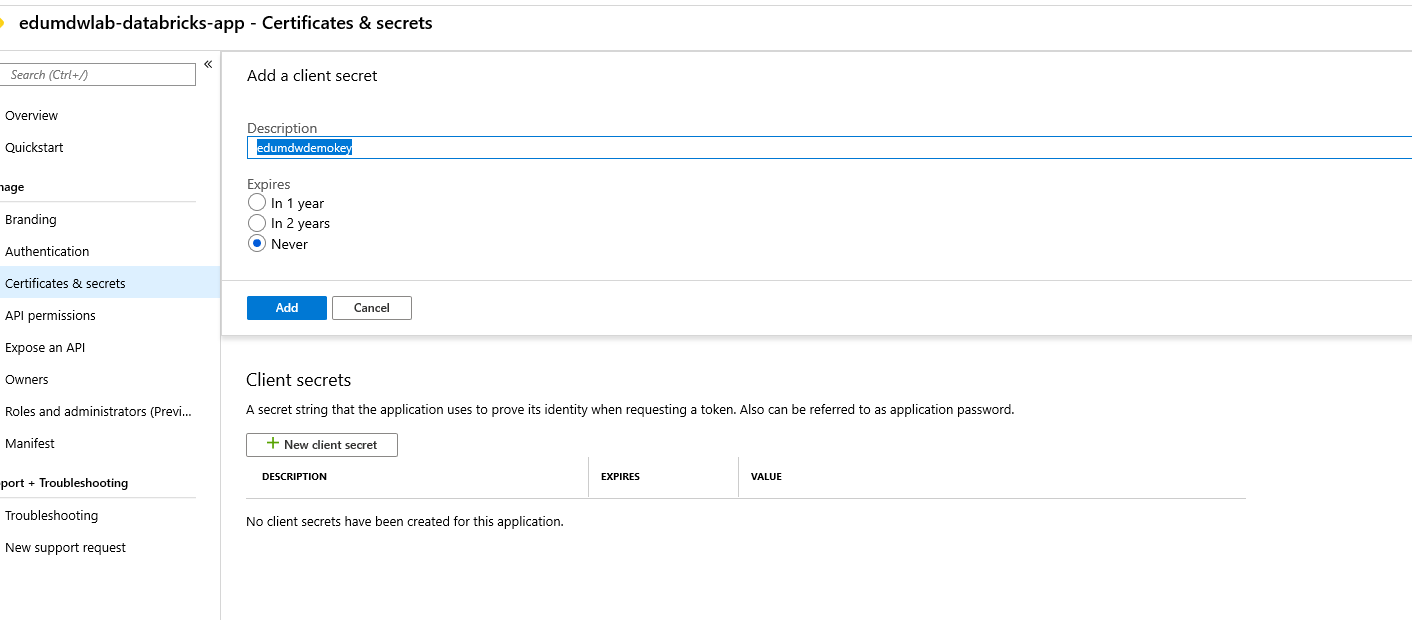 edumdwlab-databricks-app - Certificates & secrets
Search (Ctrl+/)
«
Overview
Quickstart
nage
Branding
Authentication
Certificates & secrets
API permissions
Expose an API
Owners
Roles and administrators (Previ...
Manifest
port + Troubleshooting
Troubleshooting
New support request
Add a client secret
Description
edumdwdemokey
Expires
In 1 year
In 2 years
Never
Add
Cancel
Client secrets
A secret string that the application uses to prove its identity when requesting a token. Also can be referred to as application password.
+ New client secret
DESCRIPTION
EXPIRES
VALUE
No client secrets have been created for this application.